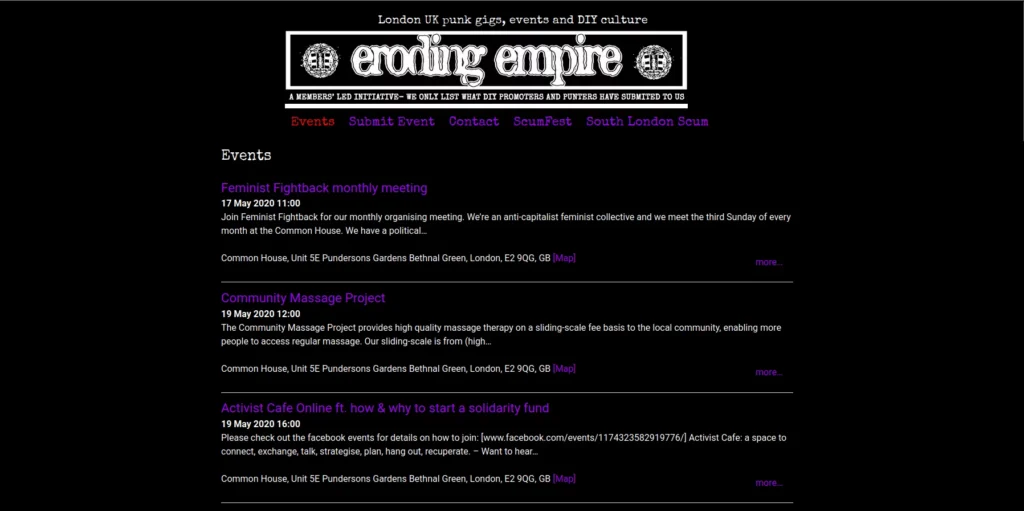 London UK punk gigs, events and DIY culture
eroding empire
A MEMBERS' LED INITIATIVE- WE ONLY LIST WHAT DIY PROMOTERS AND PUNTERS HAVE SUBMITED TO US
Events Submit Event Contact ScumFest South London Scum
Events
Feminist Fightback monthly meeting
17 May 2020 11:00
Join Feminist Fightback for our monthly organising meeting. We're an anti-capitalist feminist collective and we meet the third Sunday of every
month at the Common House. We have a political…
Common House, Unit 5E Pundersons Gardens Bethnal Green, London, E2 9QG, GB [Map]
more…
Community Massage Project
19 May 2020 12:00
The Community Massage Project provides high quality massage therapy on a sliding-scale fee basis to the local community, enabling more
people to access regular massage. Our sliding-scale is from (high…
Common House, Unit 5E Pundersons Gardens Bethnal Green, London, E2 9QG, GB [Map]
more…
Activist Cafe Online ft. how & why to start a solidarity fund
19 May 2020 16:00
Please check out the facebook events for details on how to join: [www.facebook.com/events/1174323582919776/] Activist Cafe: a space to
connect, exchange, talk, strategise, plan, hang out, recuperate. – Want to hear…
Common House, Unit 5E Pundersons Gardens Bethnal Green, London, E2 9QG, GB [Map]
more…